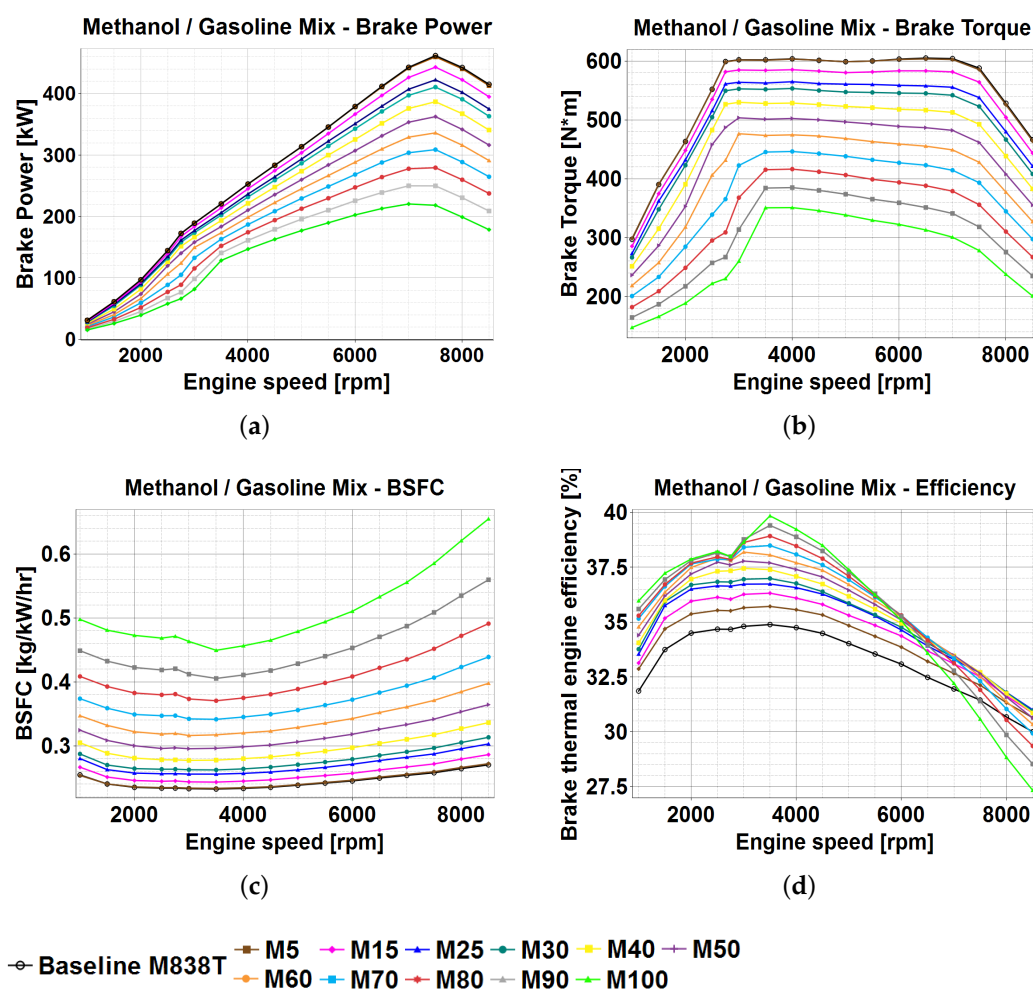 Methanol / Gasoline Mix - Brake Power
Brake Power [kW]
400
300
200
100
0
2000 4000 6000 8000
Engine speed [rpm]
(a)
Methanol / Gasoline Mix - Brake Torque
Brake Torque [N*m]
600
500
400
300
200
2000 4000 6000 8000
Engine speed [rpm]
(b)
Methanol / Gasoline Mix - BSFC
BSFC [kg/kW/hr]
0.6
0.5
0.4
0.3
2000 4000 6000 8000
Engine speed [rpm]
(c)
Methanol / Gasoline Mix - Efficiency
Brake thermal engine efficiency [%]
40
37.5
35
32.5
30
27.5
2000 4000 6000 8000
Engine speed [rpm]
(d)
Baseline M838T
M5 M15 M25 M30 M40 M50
M60 M70 M80 M90 M100